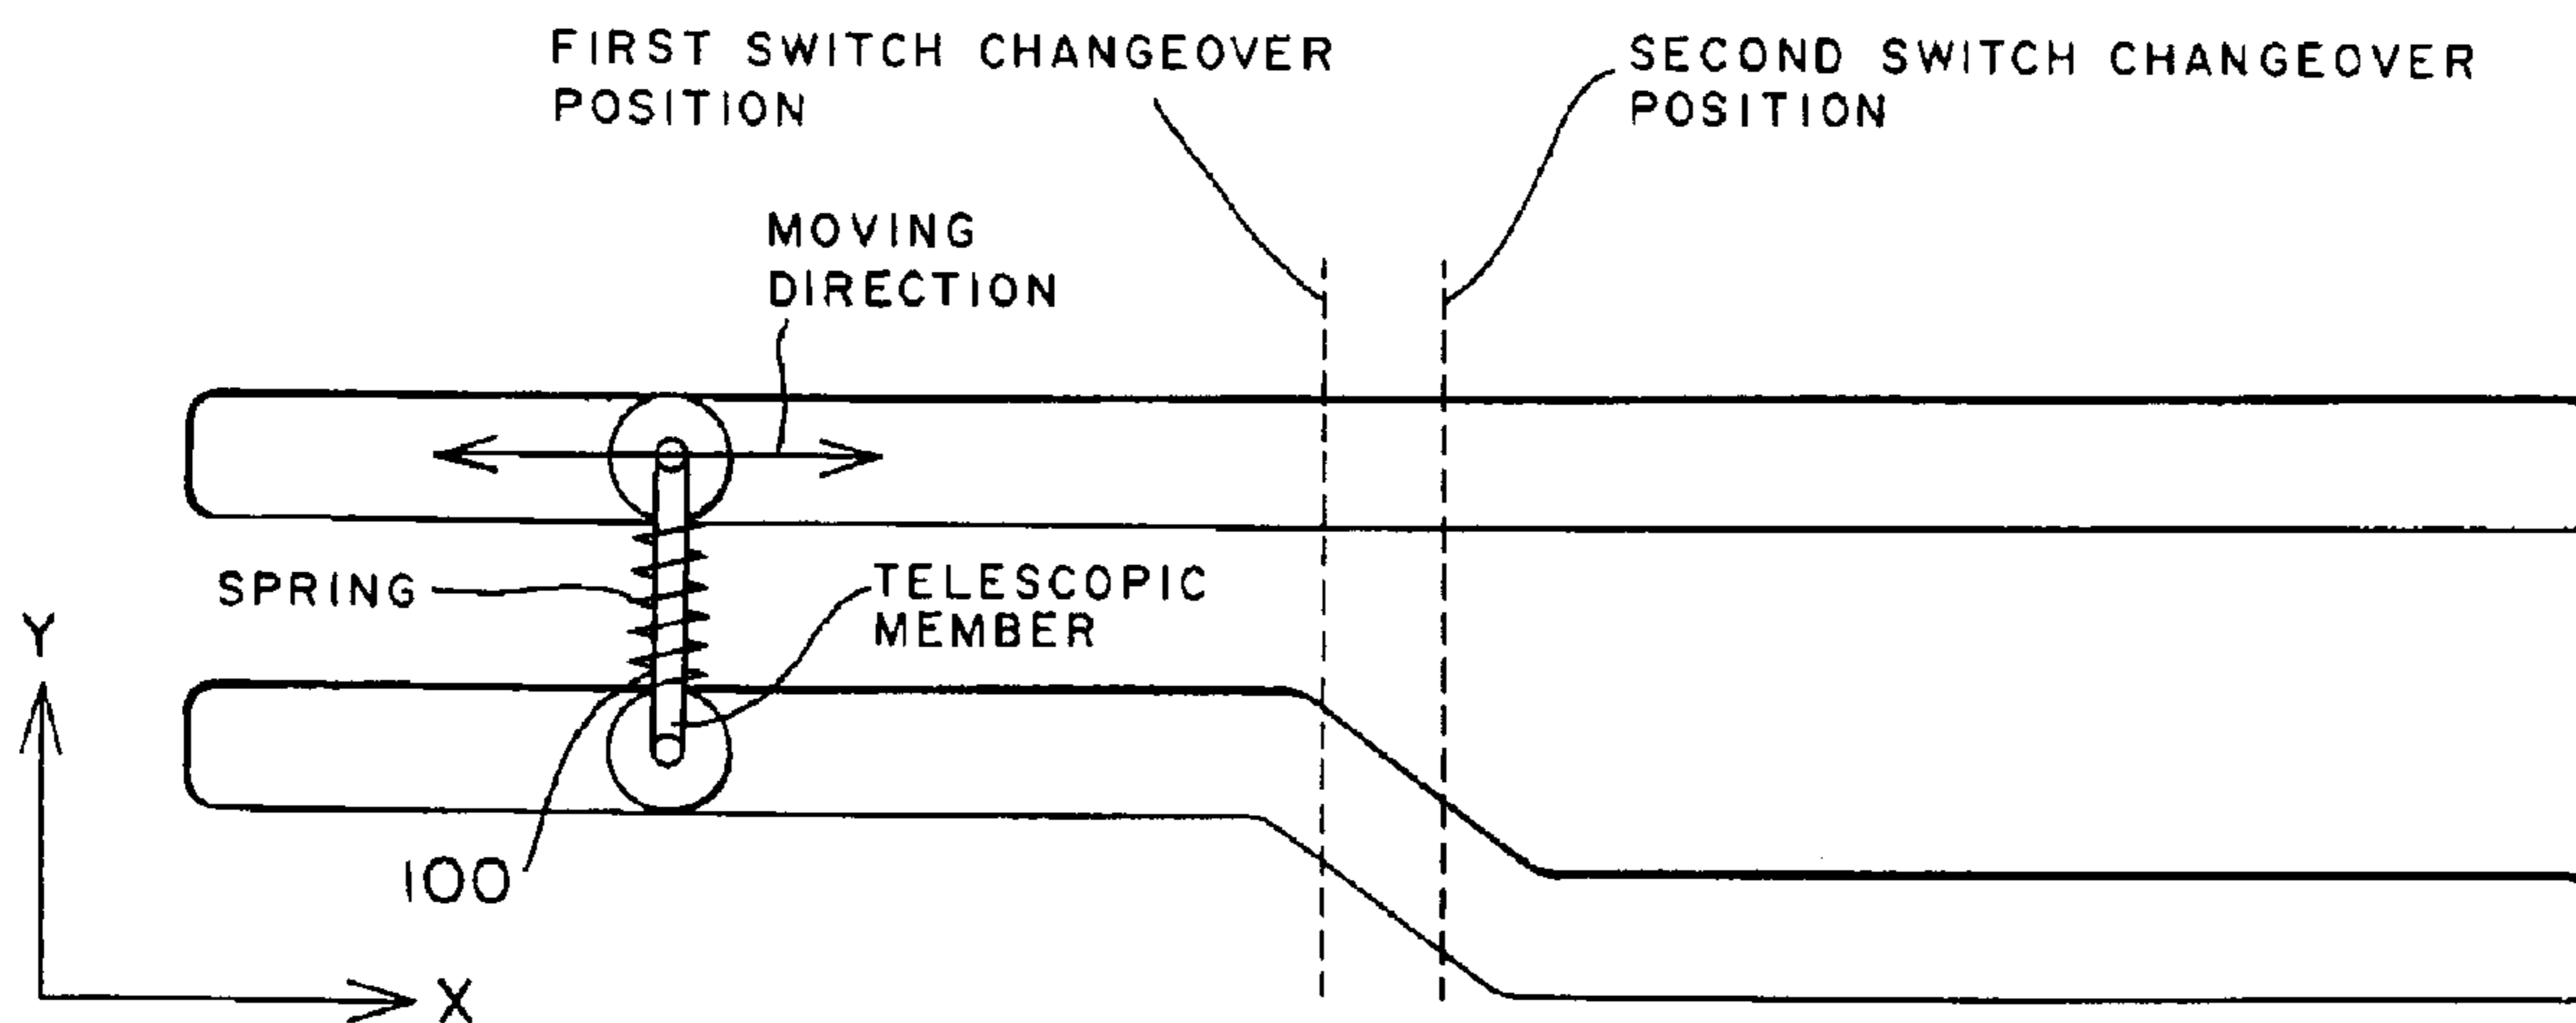 FIRST SWITCH CHANGEOVER
POSITION
SECOND SWITCH CHANGEOVER
POSITION
MOVING
DIRECTION
SPRING
TELESCOPIC
MEMBER
Y
100
X